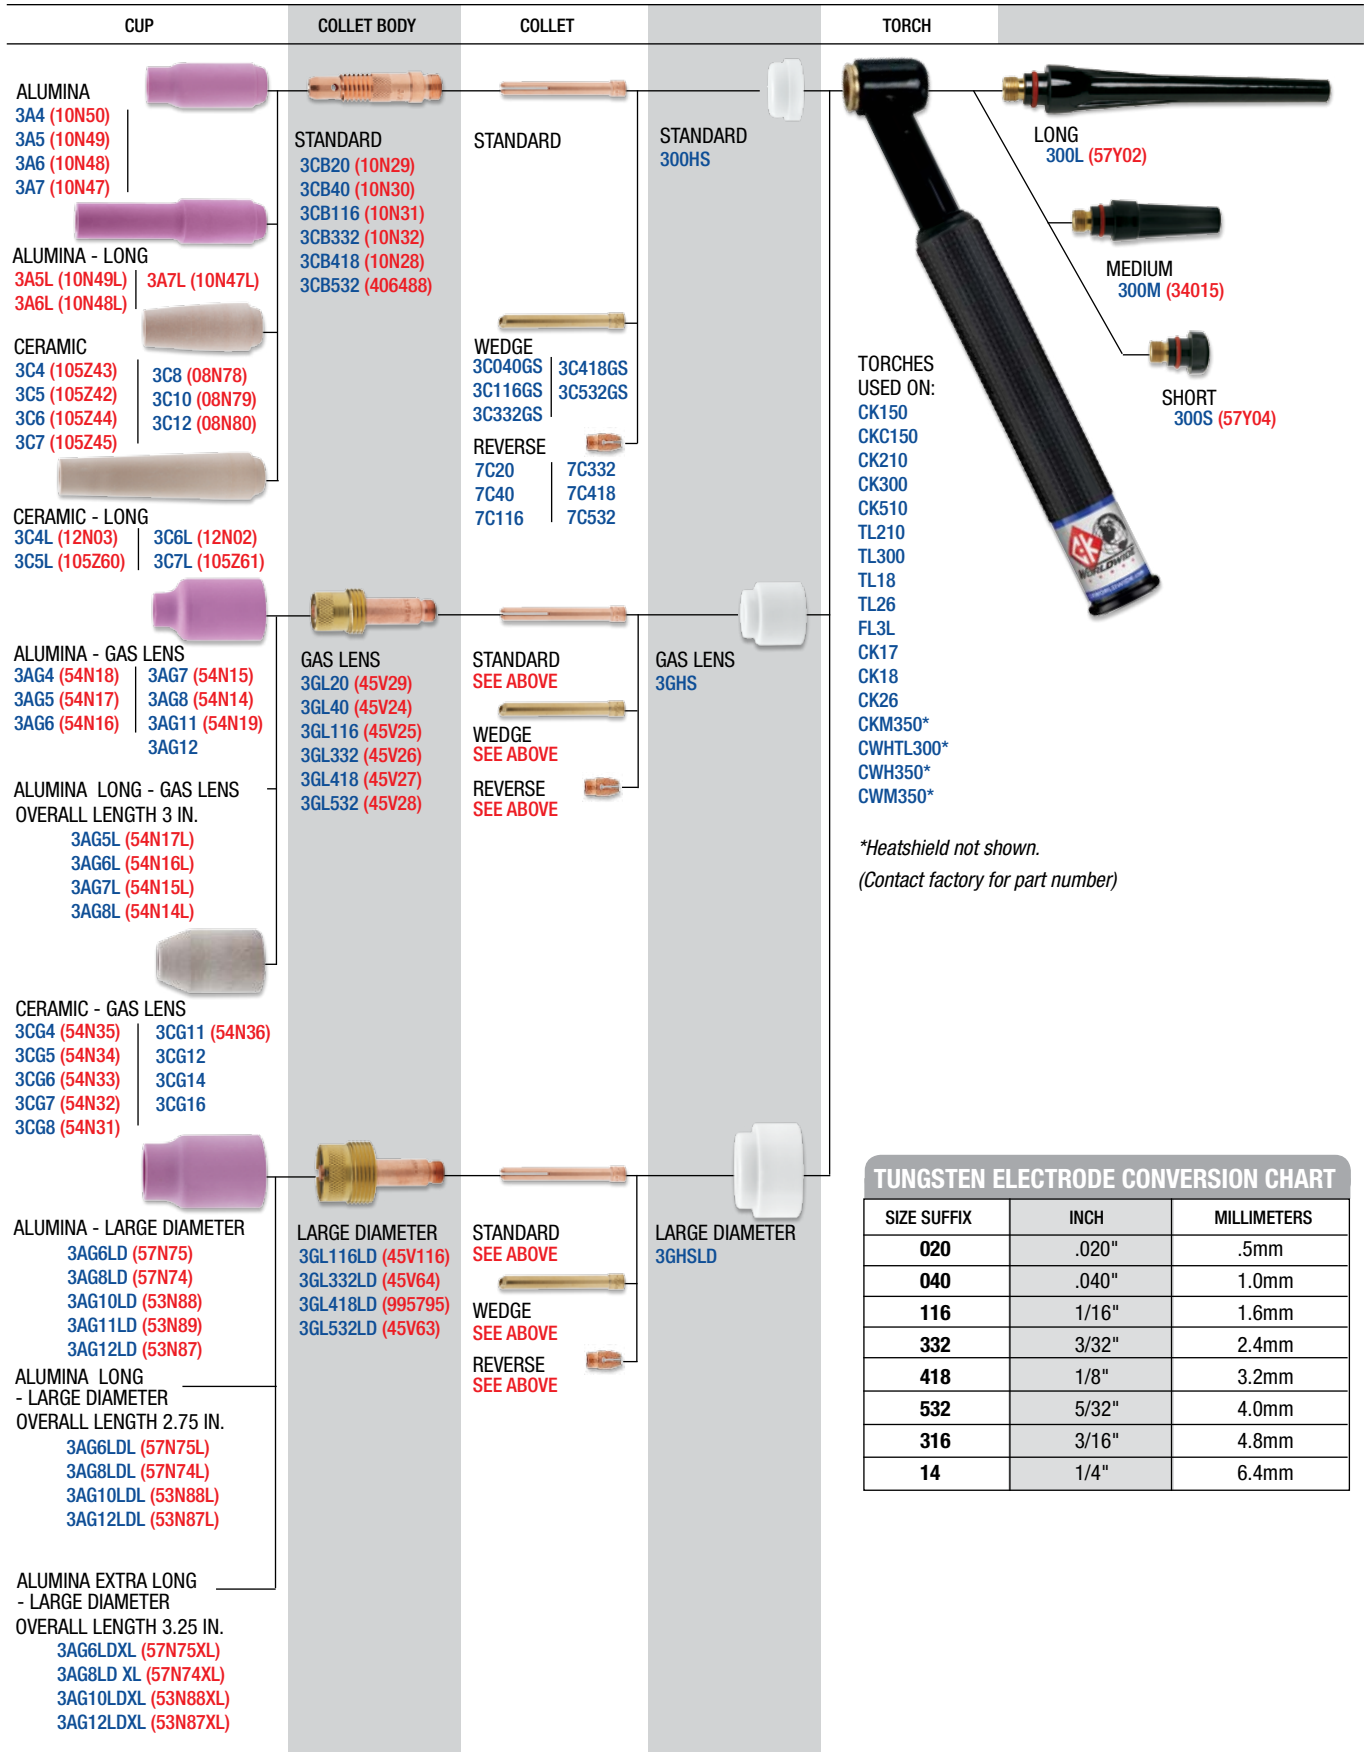 CUP
COLLET BODY
COLLET
TORCH
ALUMINA
3A4 (10N50)
3A5 (10N49)
3A6 (10N48)
3A7 (10N47)
ALUMINA - LONG
3A5L (10N49L)
3A6L (10N48L)
3A7L (10N47L)
CERAMIC
3C4 (105Z43)
3C5 (105Z42)
3C6 (105Z44)
3C7 (105Z45)
3C8 (08N78)
3C10 (08N79)
3C12 (08N80)
CERAMIC - LONG
3C4L (12N03)
3C5L (105Z60)
3C6L (12N02)
3C7L (105Z61)
STANDARD
3CB20 (10N29)
3CB40 (10N30)
3CB116 (10N31)
3CB332 (10N32)
3CB418 (10N28)
3CB532 (406488)
STANDARD
WEDGE
3C040GS
3C116GS
3C332GS
3C418GS
3C532GS
REVERSE
7C20
7C40
7C116
7C332
7C418
7C532
STANDARD
300HS
LONG
300L (57Y02)
MEDIUM
300M (34015)
SHORT
300S (57Y04)
TORCHES
USED ON:
CK150
CKC150
CK210
CK300
CK510
TL210
TL300
TL18
TL26
FL3L
CK17
CK18
CK26
CKM350*
CWHTL300*
CWH350*
CWM350*
*Heatshield not shown.
(Contact factory for part number)
CK
WORLDWIDE
ALUMINA - GAS LENS
3AG4 (54N18)
3AG5 (54N17)
3AG6 (54N16)
3AG7 (54N15)
3AG8 (54N14)
3AG11 (54N19)
3AG12
ALUMINA LONG - GAS LENS
OVERALL LENGTH 3 IN.
3AG5L (54N17L)
3AG6L (54N16L)
3AG7L (54N15L)
3AG8L (54N14L)
CERAMIC - GAS LENS
3CG4 (54N35)
3CG5 (54N34)
3CG6 (54N33)
3CG7 (54N32)
3CG8 (54N31)
3CG11 (54N36)
3CG12
3CG14
3CG16
GAS LENS
3GL20 (45V29)
3GL40 (45V24)
3GL116 (45V25)
3GL332 (45V26)
3GL418 (45V27)
3GL532 (45V28)
STANDARD
SEE ABOVE
WEDGE
SEE ABOVE
REVERSE
SEE ABOVE
GAS LENS
3GHS
ALUMINA - LARGE DIAMETER
3AG6LD (57N75)
3AG8LD (57N74)
3AG10LD (53N88)
3AG11LD (53N89)
3AG12LD (53N87)
ALUMINA LONG
- LARGE DIAMETER
OVERALL LENGTH 2.75 IN.
3AG6LDL (57N75L)
3AG8LDL (57N74L)
3AG10LDL (53N88L)
3AG12LDL (53N87L)
ALUMINA EXTRA LONG
- LARGE DIAMETER
OVERALL LENGTH 3.25 IN.
3AG6LDXL (57N75XL)
3AG8LD XL (57N74XL)
3AG10LDXL (53N88XL)
3AG12LDXL (53N87XL)
LARGE DIAMETER
3GL116LD (45V116)
3GL332LD (45V64)
3GL418LD (995795)
3GL532LD (45V63)
STANDARD
SEE ABOVE
WEDGE
SEE ABOVE
REVERSE
SEE ABOVE
LARGE DIAMETER
3GHSLD
TUNGSTEN ELECTRODE CONVERSION CHART
SIZE SUFFIX INCH MILLIMETERS
020 .020" .5mm
040 .040" 1.0mm
116 1/16" 1.6mm
332 3/32" 2.4mm
418 1/8" 3.2mm
532 5/32" 4.0mm
316 3/16" 4.8mm
14 1/4" 6.4mm